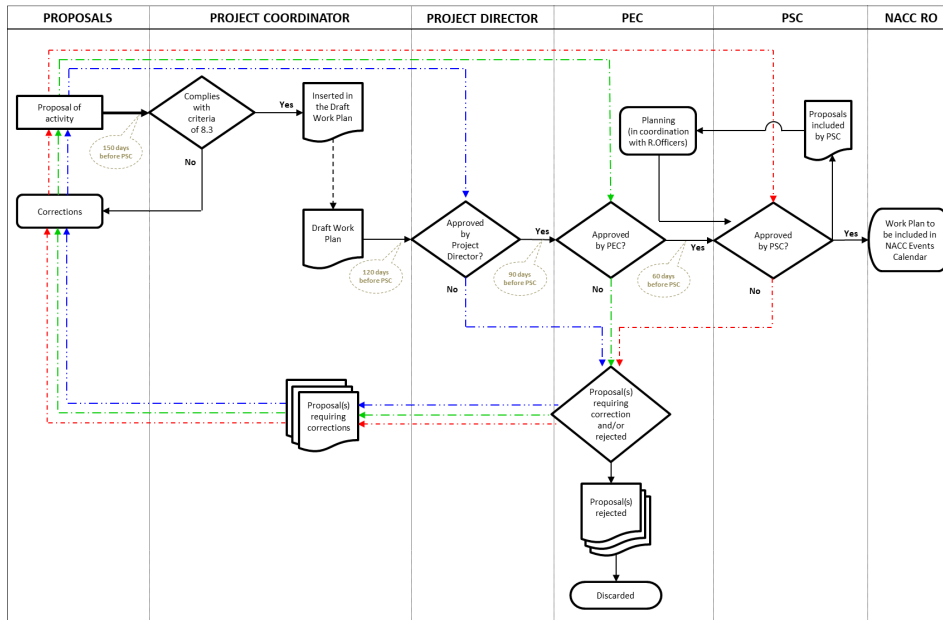 PROPOSALS
PROJECT COORDINATOR
PROJECT DIRECTOR
PEC
PSC
NACC RO
Proposal of
activity
150 days
before PSC
Complies
with
criteria
of 8.3
Yes
No
Inserted in
the Draft
Work Plan
Planning
(in coordination
with R.Officers)
Proposals
included
by PSC
Corrections
Draft Work
Plan
120 days
before PSC
Approved
by
Project
Director?
Yes
No
90 days
before PSC
Approved
by PEC?
Yes
No
60 days
before PSC
Approved
by PSC?
Yes
No
Work Plan to
be Included in
NACC Events
Calendar
Proposal(s)
requiring
corrections
Proposal(s)
requiring
correction
and/or
rejected
Proposal(s)
rejected
Discarded